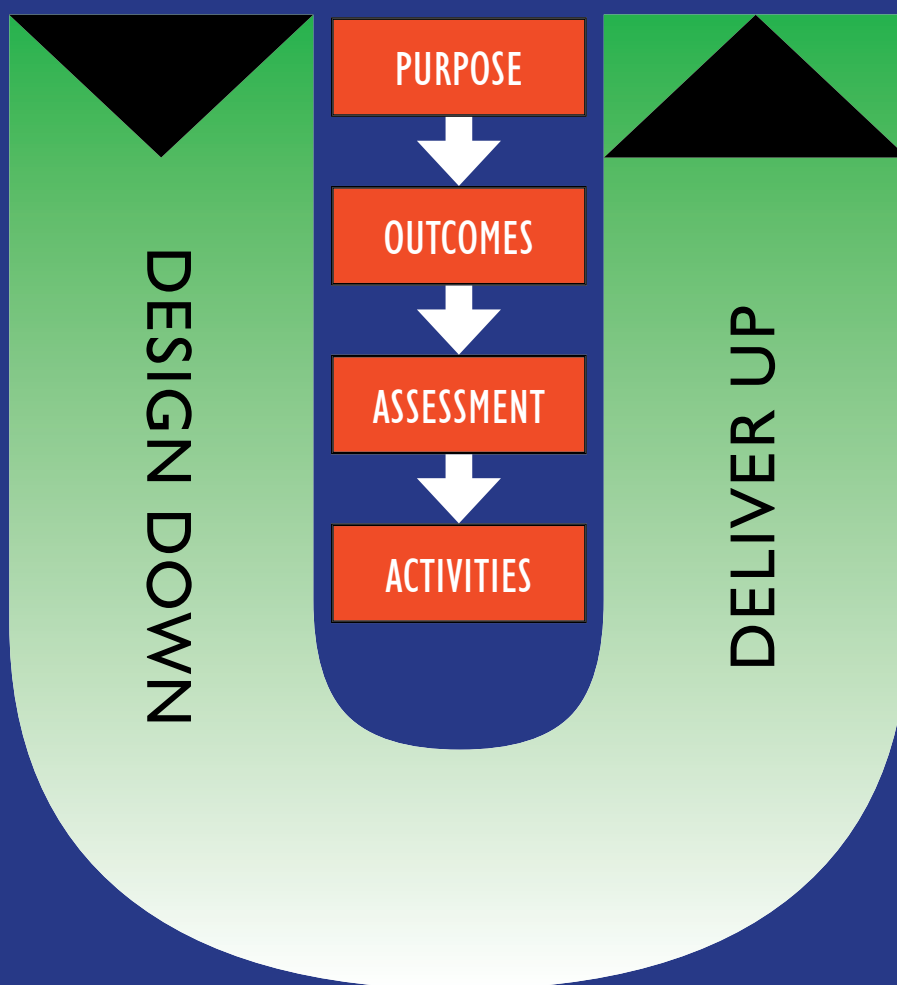 DESIGN DOWN
PURPOSE
OUTCOMES
ASSESSMENT
ACTIVITIES
DELIVER UP